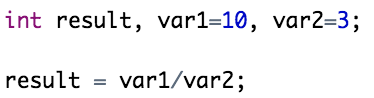 int result, var1=10, var2=3;
result = var1/var2;